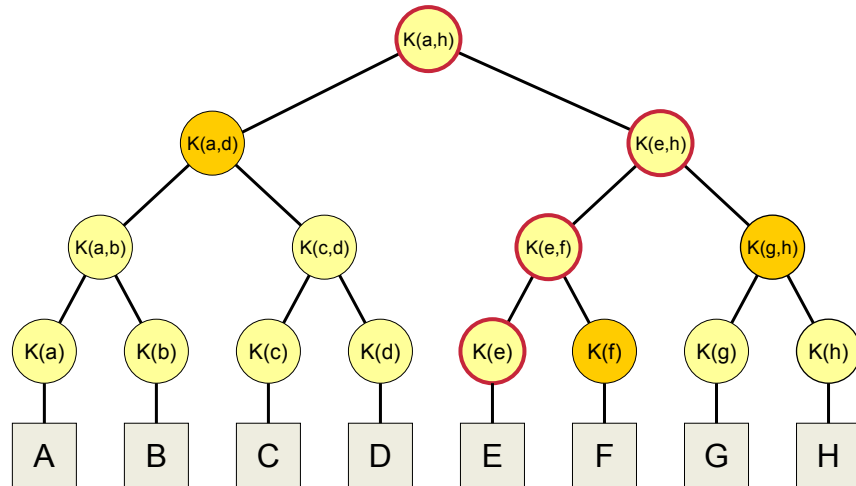 K(a,h)
K(a,d)
K(e,h)
K(a,b)
K(c,d)
K(e,f)
K(g,h)
K(a)
K(b)
K(c)
K(d)
K(e)
K(f)
K(g)
K(h)
A
B
C
D
E
F
G
H